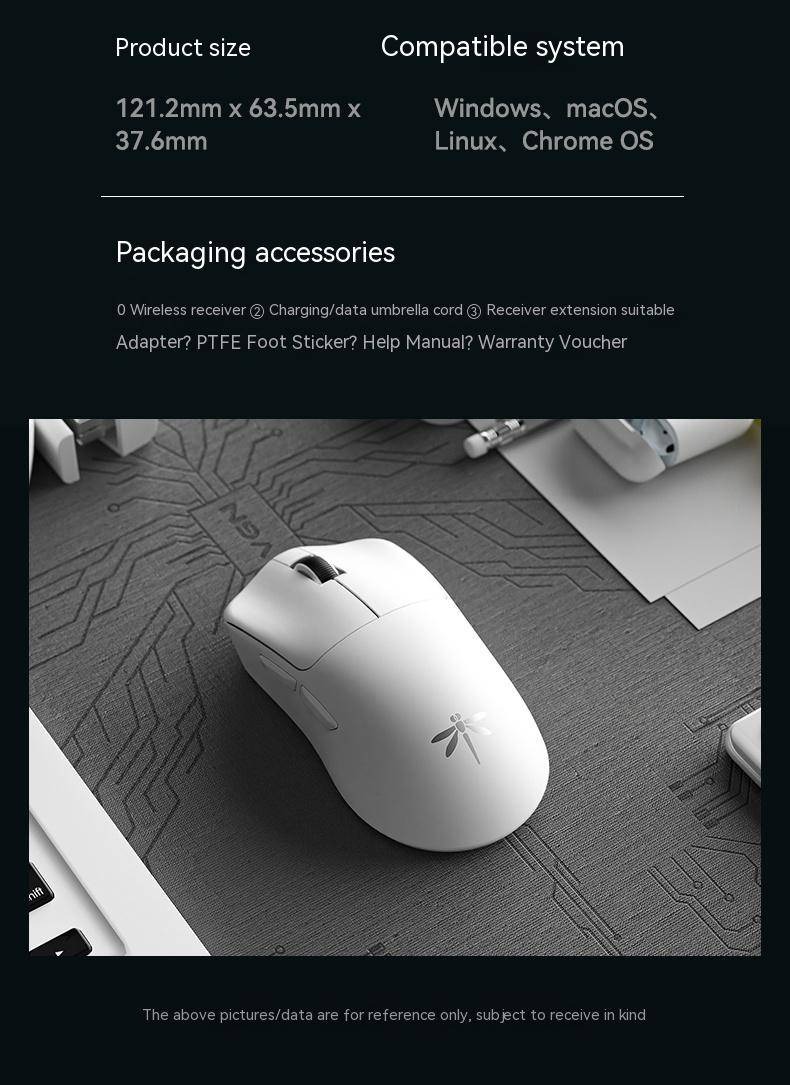 Product size
Compatible system
121.2mm x 63.5mm x
37.6mm
Windows、macOS、
Linux、Chrome OS
Packaging accessories
0 Wireless receiver ② Charging/data umbrella cord ③ Receiver extension suitable
Adapter? PTFE Foot Sticker? Help Manual? Warranty Voucher
VGN
shift
The above pictures/data are for reference only, subject to receive in kind